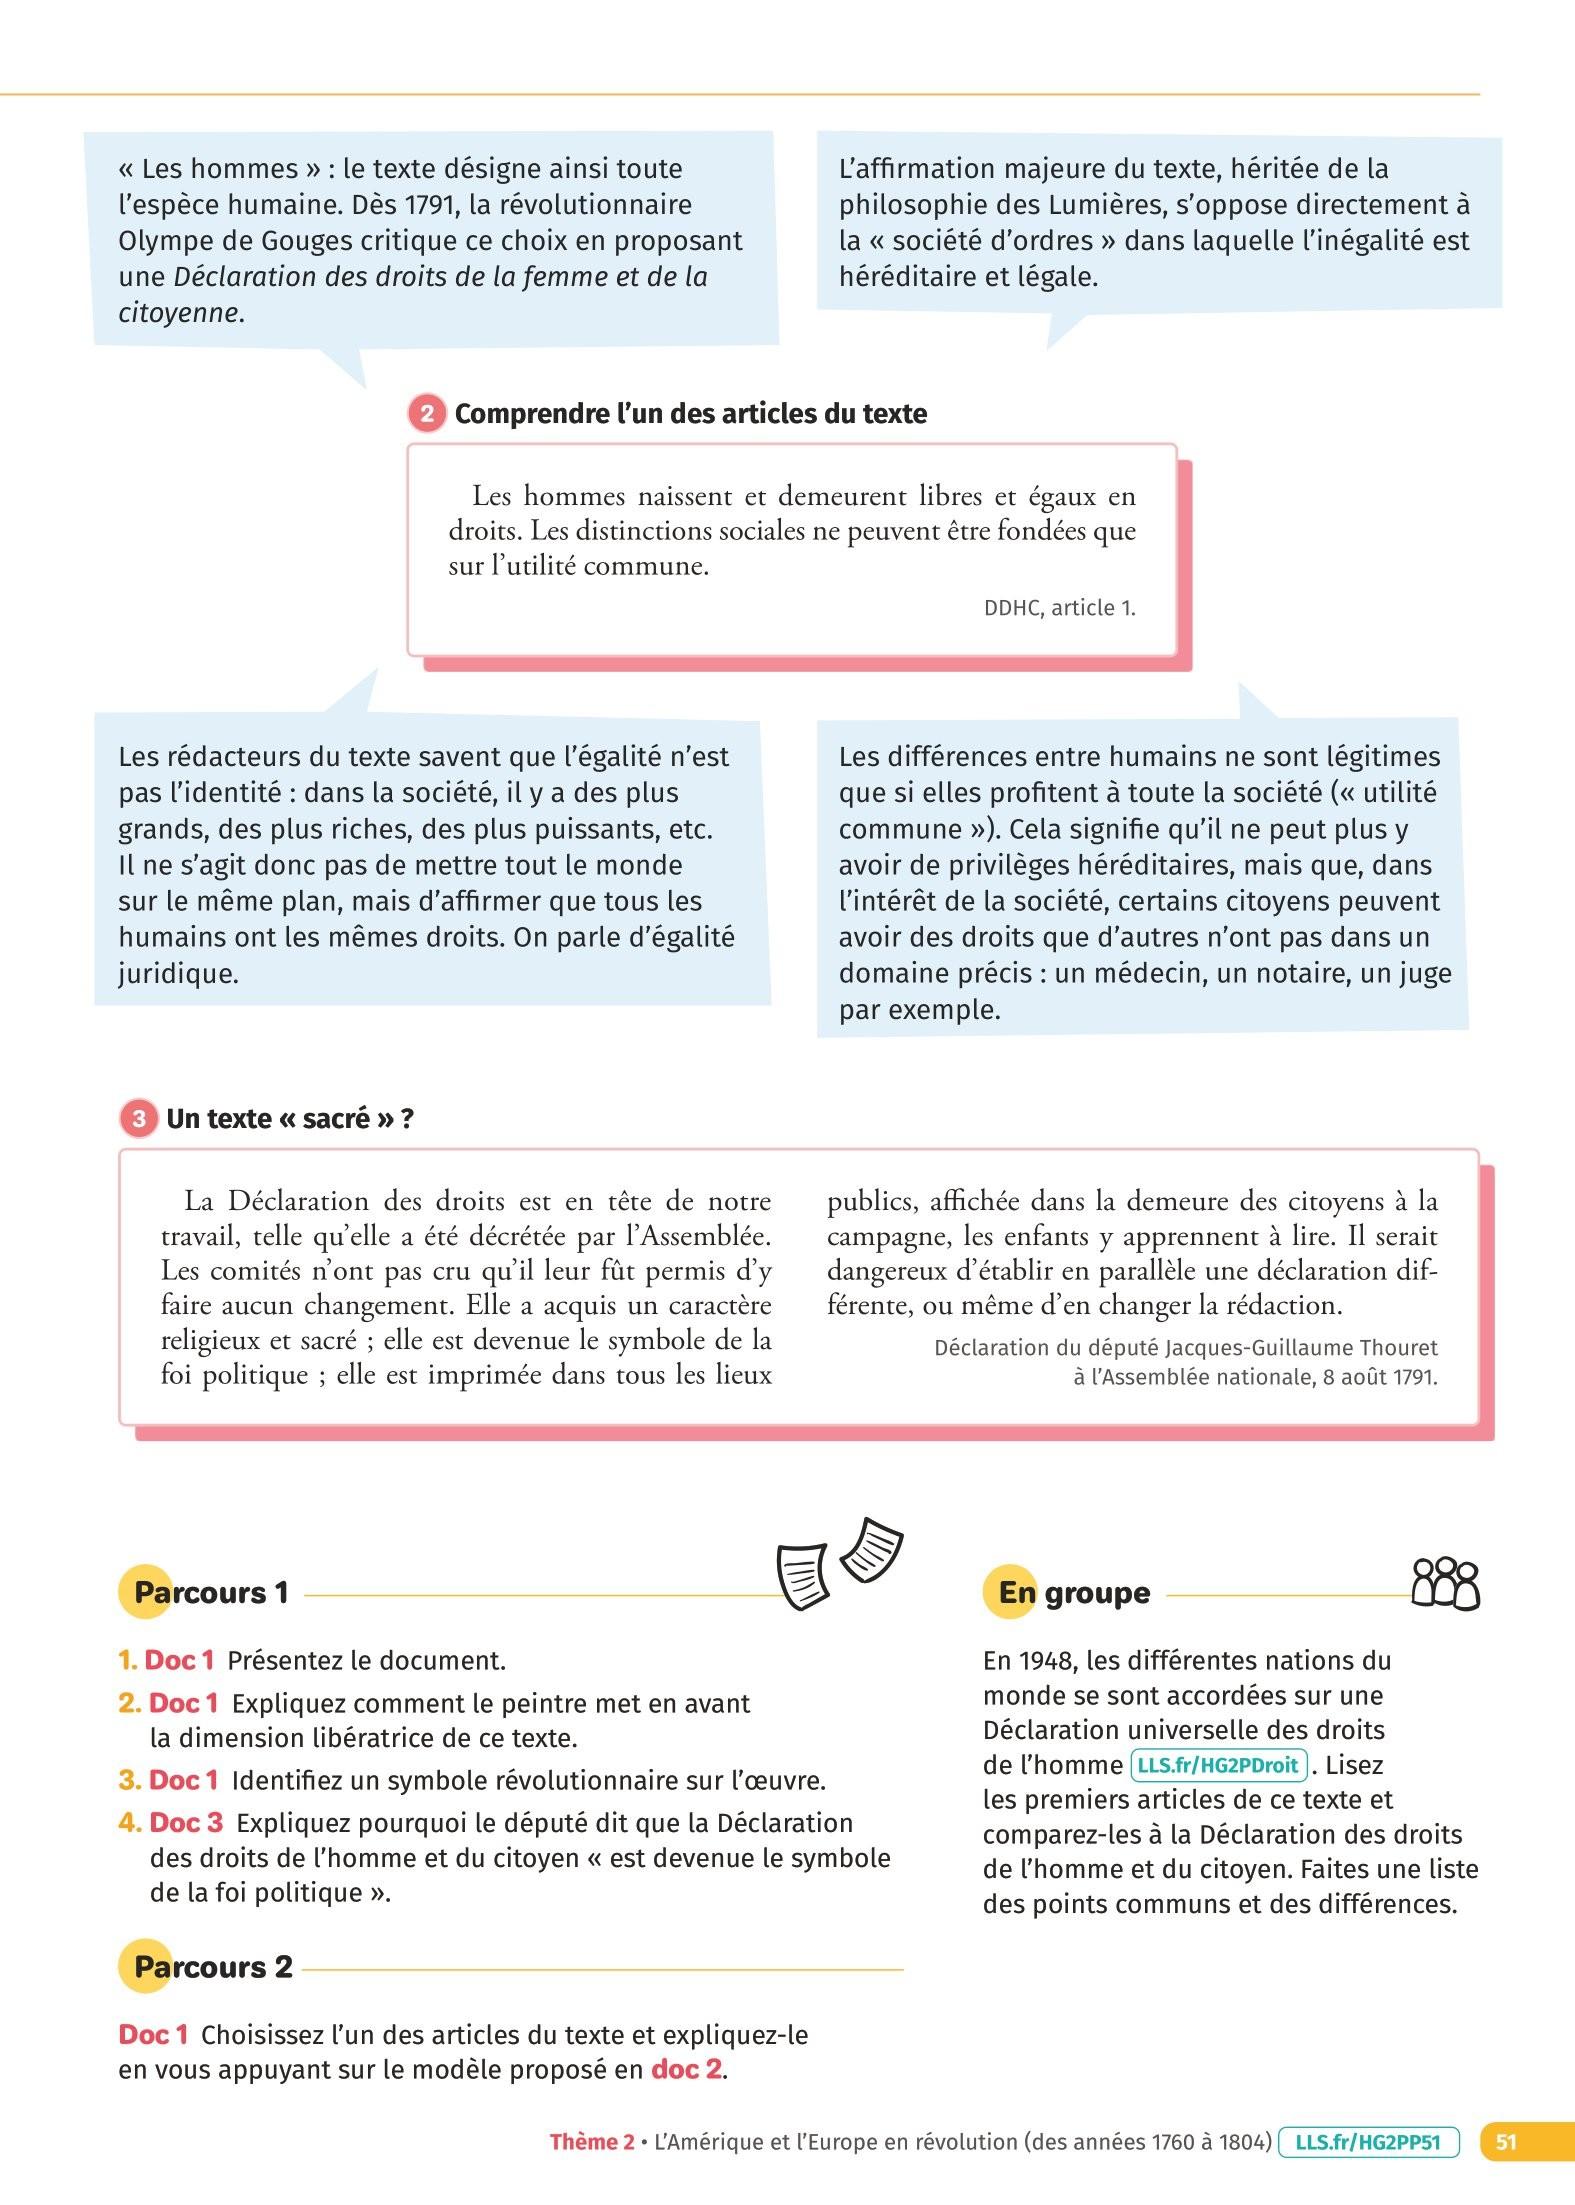 « Les hommes » : le texte désigne ainsi toute
l'espèce humaine. Dès 1791, la révolutionnaire
Olympe de Gouges critique ce choix en proposant
une Déclaration des droits de la femme et de la
citoyenne.
L'affirmation majeure du texte, héritée de la
philosophie des Lumières, s'oppose directement à
la « société d'ordres » dans laquelle l'inégalité est
héréditaire et légale.
2 Comprendre l'un des articles du texte
Les hommes naissent et demeurent libres et égaux en
droits. Les distinctions sociales ne peuvent être fondées que
sur l'utilité commune.
DDHC, article 1.
Les rédacteurs du texte savent que l'égalité n'est
pas l'identité : dans la société, il y a des plus
grands, des plus riches, des plus puissants, etc.
Il ne s'agit donc pas de mettre tout le monde
sur le même plan, mais d'affirmer que tous les
humains ont les mêmes droits. On parle d'égalité
juridique.
Les différences entre humains ne sont légitimes
que si elles profitent à toute la société (« utilité
commune »). Cela signifie qu'il ne peut plus y
avoir de privilèges héréditaires, mais que, dans
l'intérêt de la société, certains citoyens peuvent
avoir des droits que d'autres n'ont pas dans un
domaine précis : un médecin, un notaire, un juge
par exemple.
3 Un texte « sacré » ?
La Déclaration des droits est en tête de notre
travail, telle qu'elle a été décrétée par l'Assemblée.
Les comités n'ont pas cru qu'il leur fût permis d'y
faire aucun changement. Elle a acquis un caractère
religieux et sacré ; elle est devenue le symbole de la
foi politique ; elle est imprimée dans tous les lieux
publics, affichée dans la demeure des citoyens à la
campagne, les enfants y apprennent à lire. Il serait
dangereux d'établir en parallèle une déclaration dif-
férente, ou même d'en changer la rédaction.
Déclaration du député Jacques-Guillaume Thouret
à l'Assemblée nationale, 8 août 1791.
Parcours 1
1. Doc 1 Présentez le document.
2. Doc 1 Expliquez comment le peintre met en avant
la dimension libératrice de ce texte.
3. Doc 1 Identifiez un symbole révolutionnaire sur l'œuvre.
4. Doc 3 Expliquez pourquoi le député dit que la Déclaration
des droits de l'homme et du citoyen « est devenue le symbole
de la foi politique ».
Parcours 2
Doc 1 Choisissez l'un des articles du texte et expliquez-le
en vous appuyant sur le modèle proposé en doc 2.
En groupe
En 1948, les différentes nations du
monde se sont accordées sur une
Déclaration universelle des droits
de l'homme LLS.fr/HG2PDroit . Lisez
les premiers articles de ce texte et
comparez-les à la Déclaration des droits
de l'homme et du citoyen. Faites une liste
des points communs et des différences.
Thème 2 • L'Amérique et l'Europe en révolution (des années 1760 à 1804) LLS.fr/HG2PP51 51